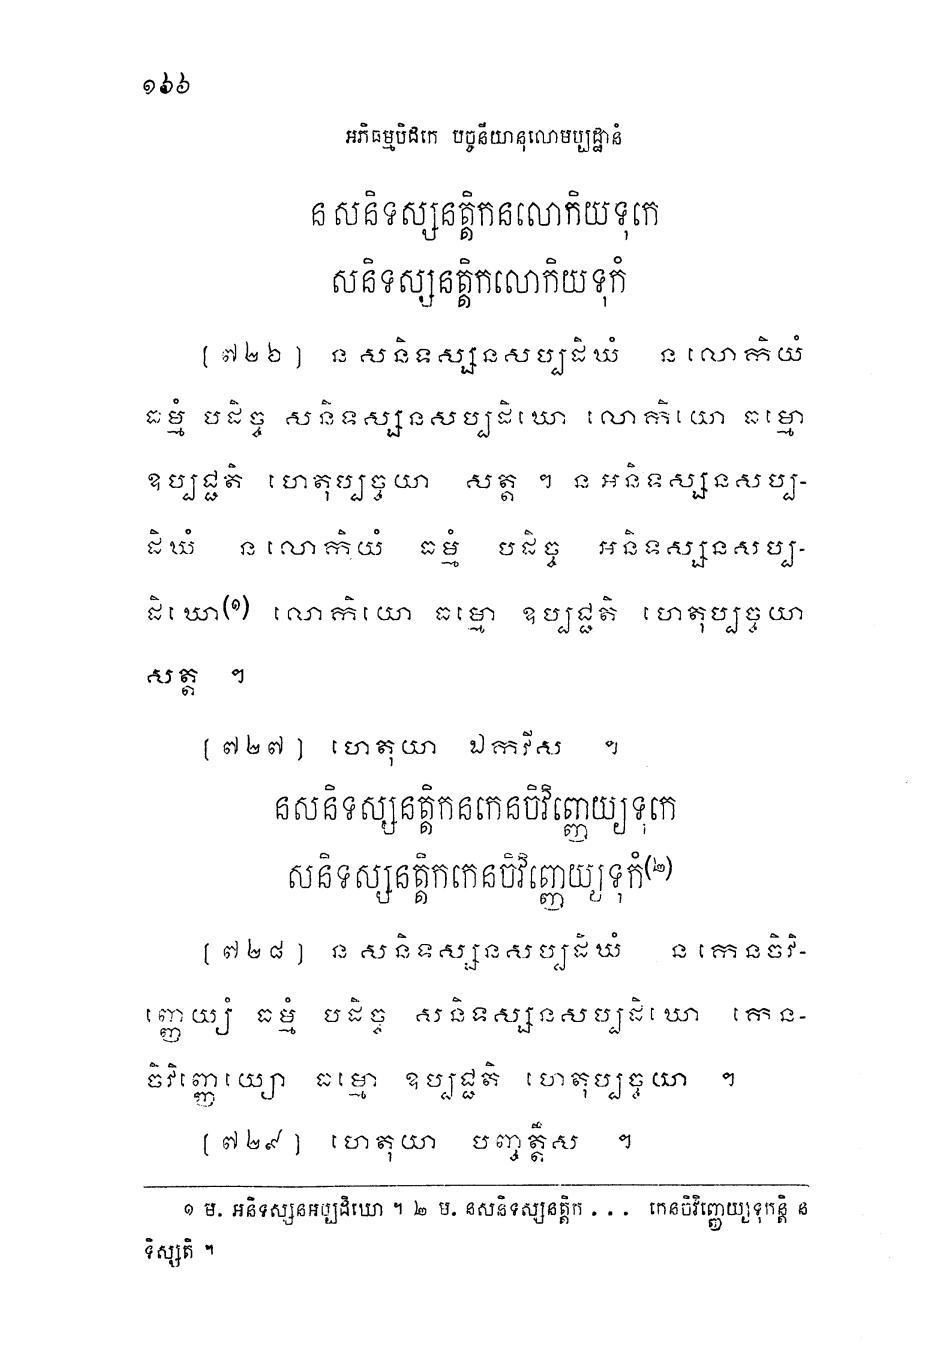 ១៦៦
អភិធម្មបិដកេ បច្ចនីយានុលោមប្បដ្ឋានំ
នសនិទស្សនត្តិកនលោកិយទុកេ
សនិទស្សនត្តិកលោកិយទុកំ
[៧២៦] ន សនិទស្សនសប្បដិឃំ ន លោកិយំ
ធម្មំ បដិច្ច សនិទស្សនសប្បដិឃោ លោកិយោ ធម្មោ
ឧប្បជ្ជតិ ហេតុប្បច្ចយា សត្ត ។ ន អនិទស្សនសប្ប-
ដិឃំ ន លោកិយំ ធម្មំ បដិច្ច អនិទស្សនសប្ប-
ដិឃោ(១) លោកិយោ ធម្មោ ឧប្បជ្ជតិ ហេតុប្បច្ចយា
សត្ត ។
[៧២៧] ហេតុយា ឯកវីស ។
នសនិទស្សនត្តិកនកេនចិវិញ្ញេយ្យទុកេ
សនិទស្សនត្តិកកេនចិវិញ្ញេយ្យទុកំ(២)
[៧២៨] ន សនិទស្សនសប្បដិឃំ ន កេនចិវិ-
ញ្ញេយ្យំ ធម្មំ បដិច្ច សនិទស្សនសប្បដិឃោ កេន-
ចិវិញ្ញេយ្យោ ធម្មោ ឧប្បជ្ជតិ ហេតុប្បច្ចយា ។
[៧២៩] ហេតុយា បញ្ចត្តឹស ។
១ ម. អនិទស្សនអប្បដិឃោ ។ ២ ម. នសនិទស្សនត្តិក . . . កេនចិវិញ្ញេយ្យទុកន្តិ ន
ទិស្សតិ ។